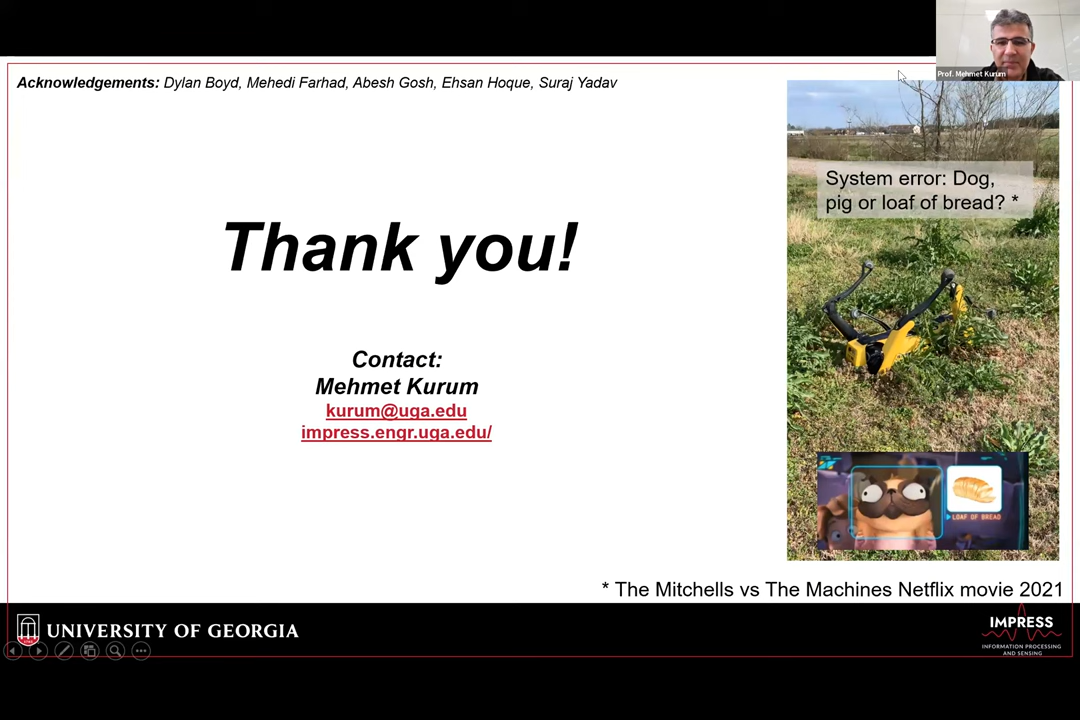 Prof. Mehmet Kurum
Acknowledgements: Dylan Boyd, Mehedi Farhad, Abesh Gosh, Ehsan Hoque, Suraj Yadav
System error: Dog,
pig or loaf of bread? *
Thank you!
Contact:
Mehmet Kurum
kurum@uga.edu
impress.engr.uga.edu/
LOAF OF BREAD
* The Mitchells vs The Machines Netflix movie 2021
UNIVERSITY OF GEORGIA
IMPRESS
INFORMATION PROCESSING
AND SENSING